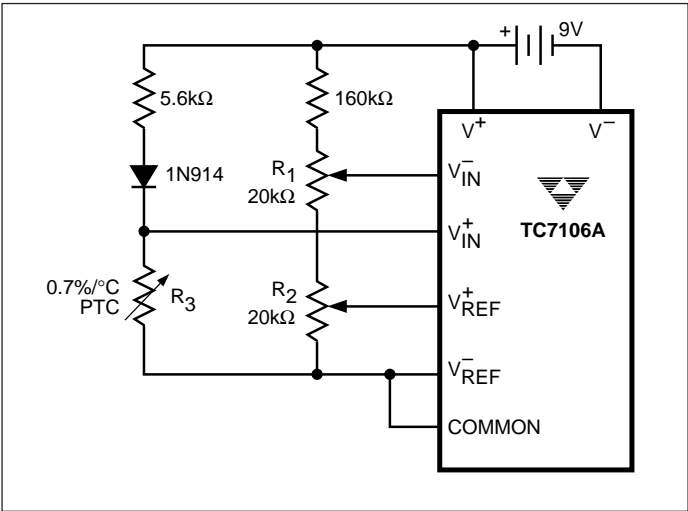 +
9V
5.6kΩ
160kΩ
V+
V−
1N914
R1
20kΩ
V−IN
TC7106A
V+IN
0.7%/°C
PTC
R3
R2
20kΩ
V+REF
V−REF
COMMON